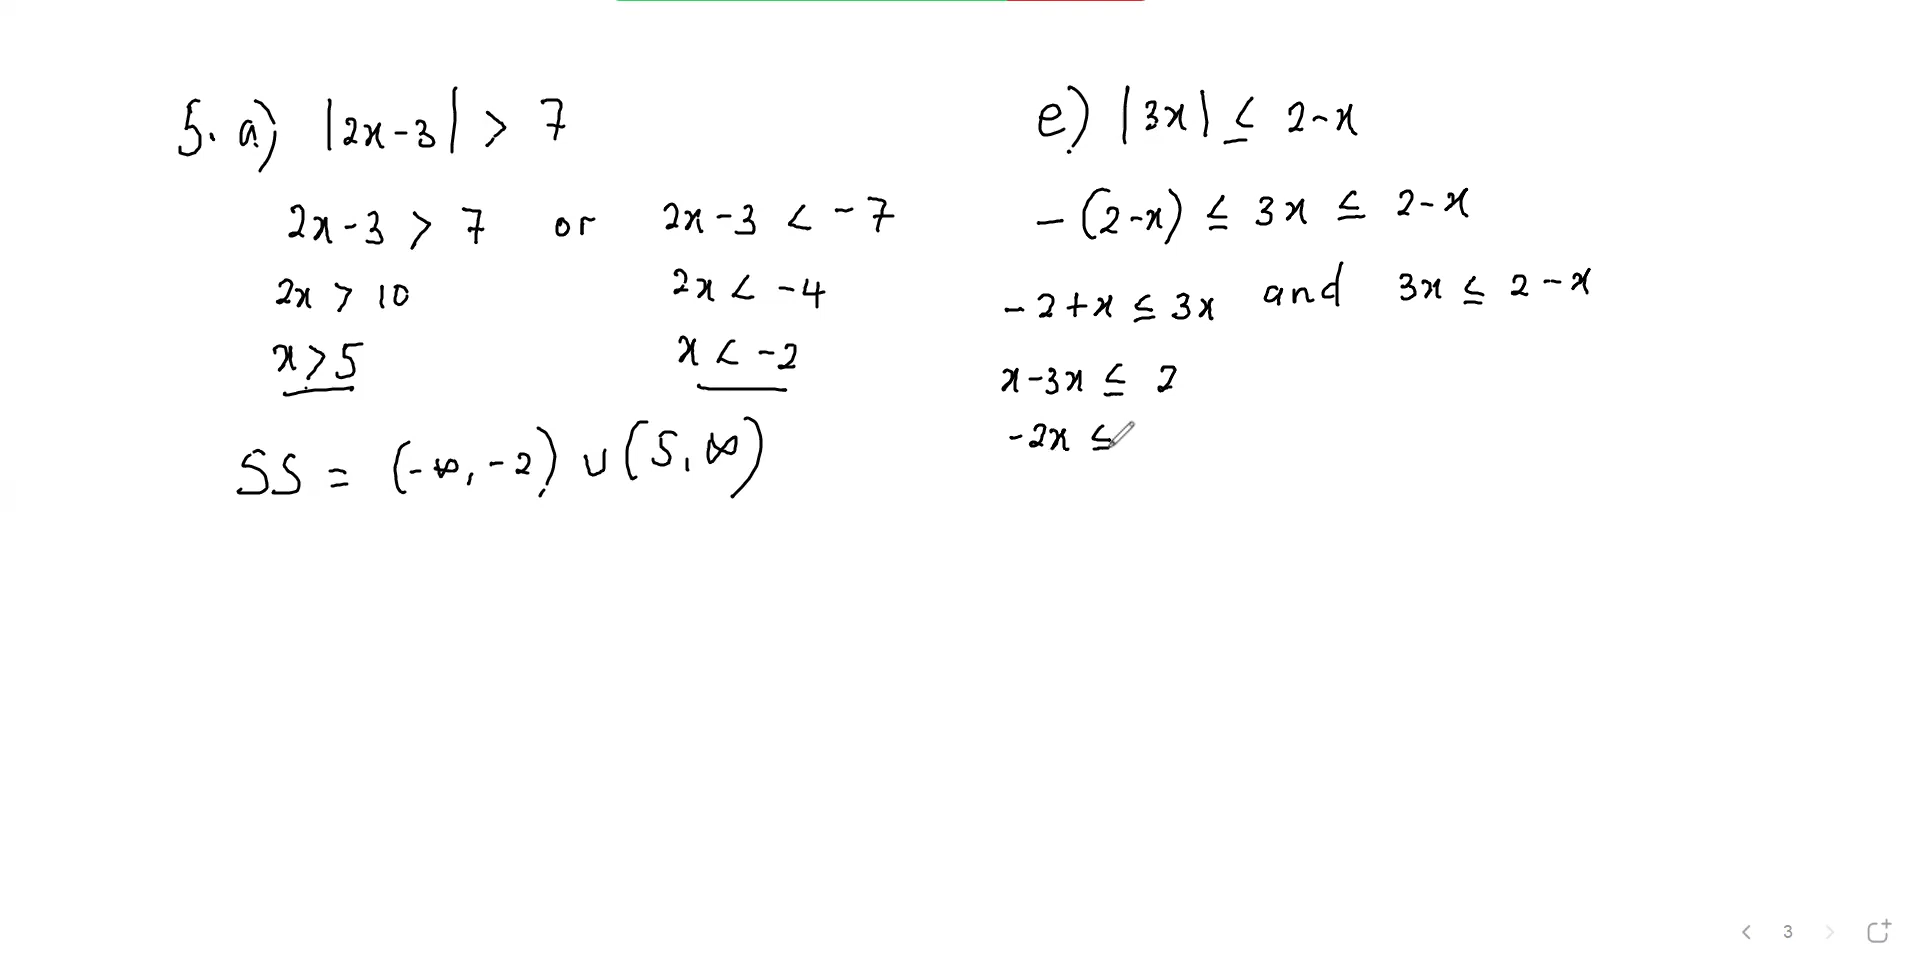 5. a) |2x-3| > 7
2x-3 > 7 or 2x-3 < -7
2x > 10 2x < -4
x > 5 x < -2
SS = (-∞, -2) ∪ (5, ∞)
e) |3x| ≤ 2-x
-(2-x) ≤ 3x ≤ 2-x
-2+x ≤ 3x and 3x ≤ 2-x
x-3x ≤ 2
-2x ≤
< 3 >